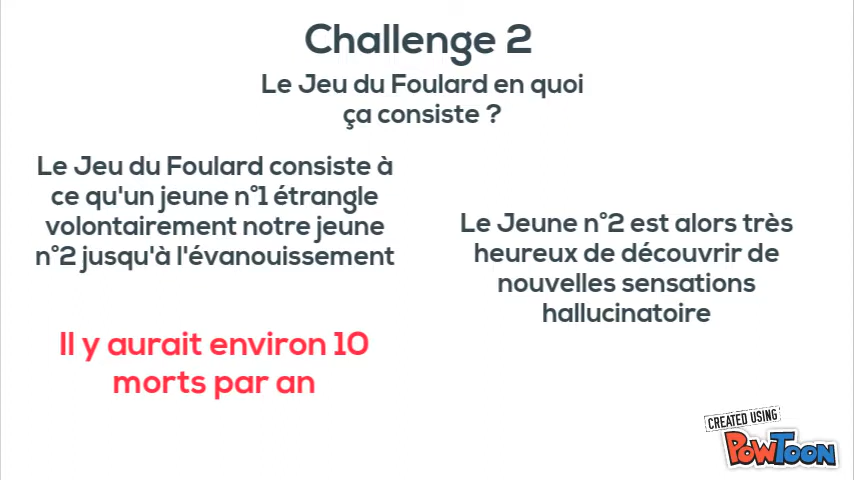 Challenge 2
Le Jeu du Foulard en quoi
ça consiste ?
Le Jeu du Foulard consiste à
ce qu'un jeune n°1 étrangle
volontairement notre jeune
n°2 jusqu'à l'évanouissement
Le Jeune n°2 est alors très
heureux de découvrir de
nouvelles sensations
hallucinatoire
Il y aurait environ 10
morts par an
CREATED USING
POWTOON